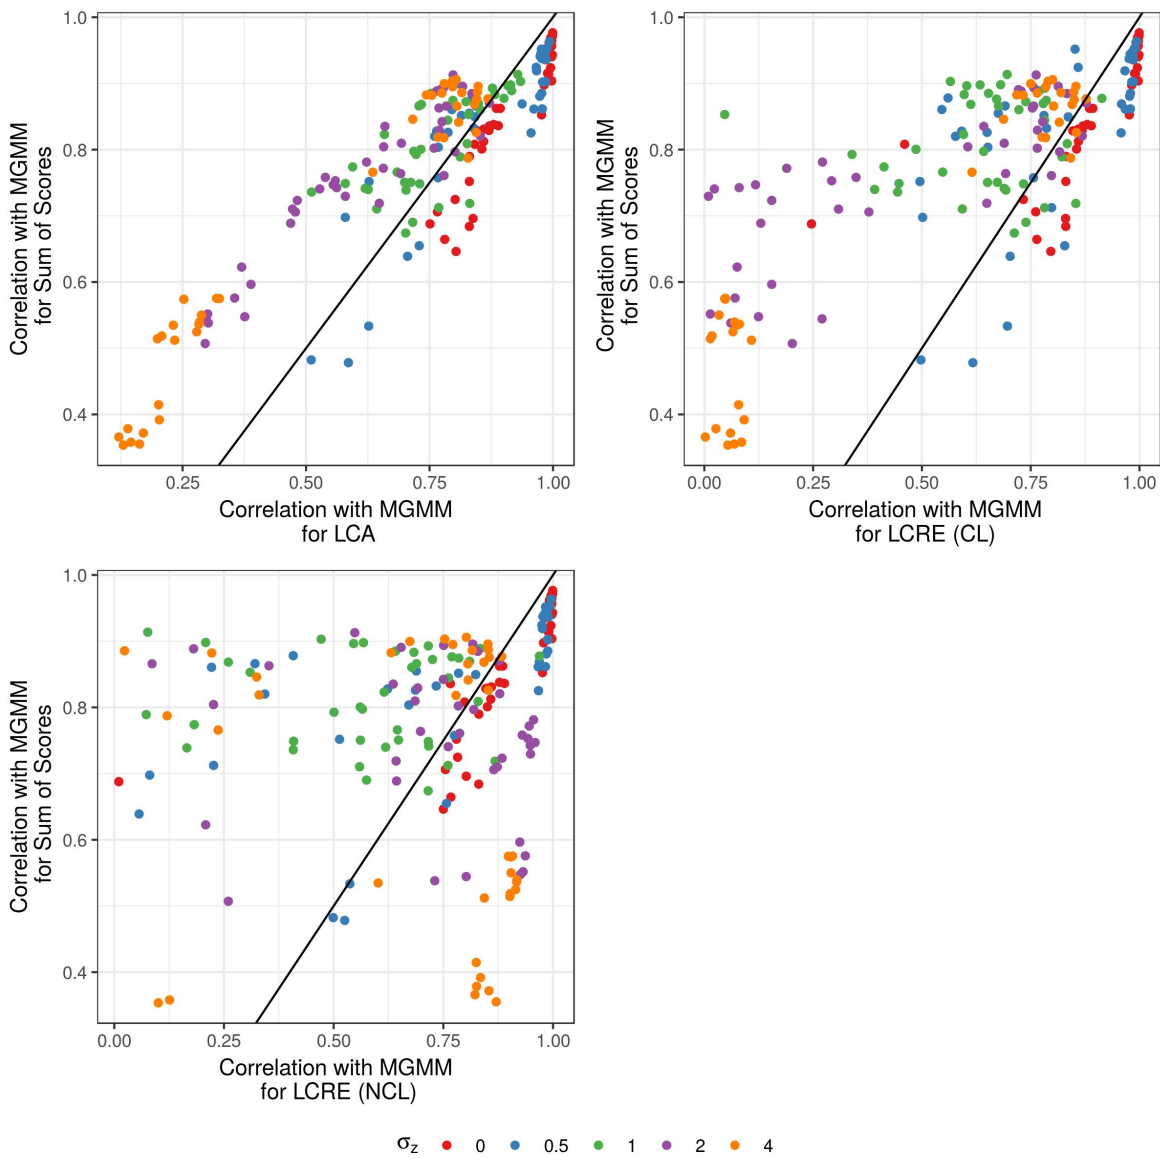 1.0
0.8
0.6
0.4
Correlation with MGMM
for Sum of Scores
0.25 0.50 0.75 1.00
Correlation with MGMM
for LCA
1.0
0.8
0.6
0.4
Correlation with MGMM
for Sum of Scores
0.00 0.25 0.50 0.75 1.00
Correlation with MGMM
for LCRE (CL)
1.0
0.8
0.6
0.4
Correlation with MGMM
for Sum of Scores
0.00 0.25 0.50 0.75 1.00
Correlation with MGMM
for LCRE (NCL)
σz 0 0.5 1 2 4